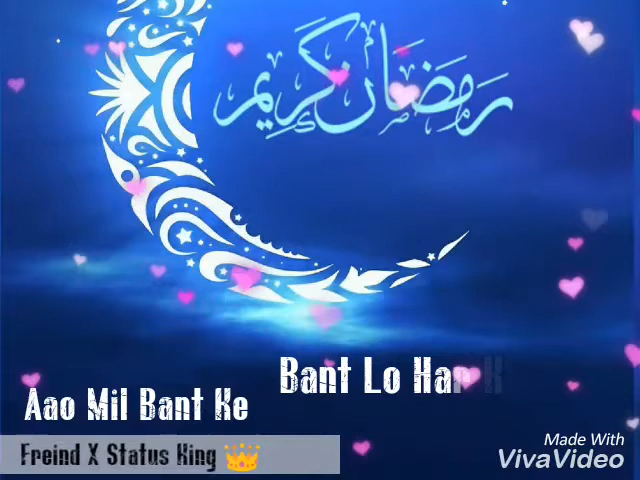 رمضان كريم
Bant Lo Har K
Aao Mil Bant Ke
Freind X Status King 👑
Made With
VivaVideo